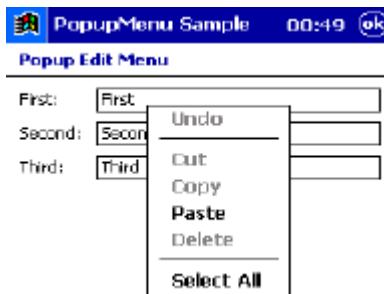 PopupMenu Sample 00:49 ok
Popup Edit Menu
First: First
Second: Secon
Third: Third
Undo
Cut
Copy
Paste
Delete
Select All